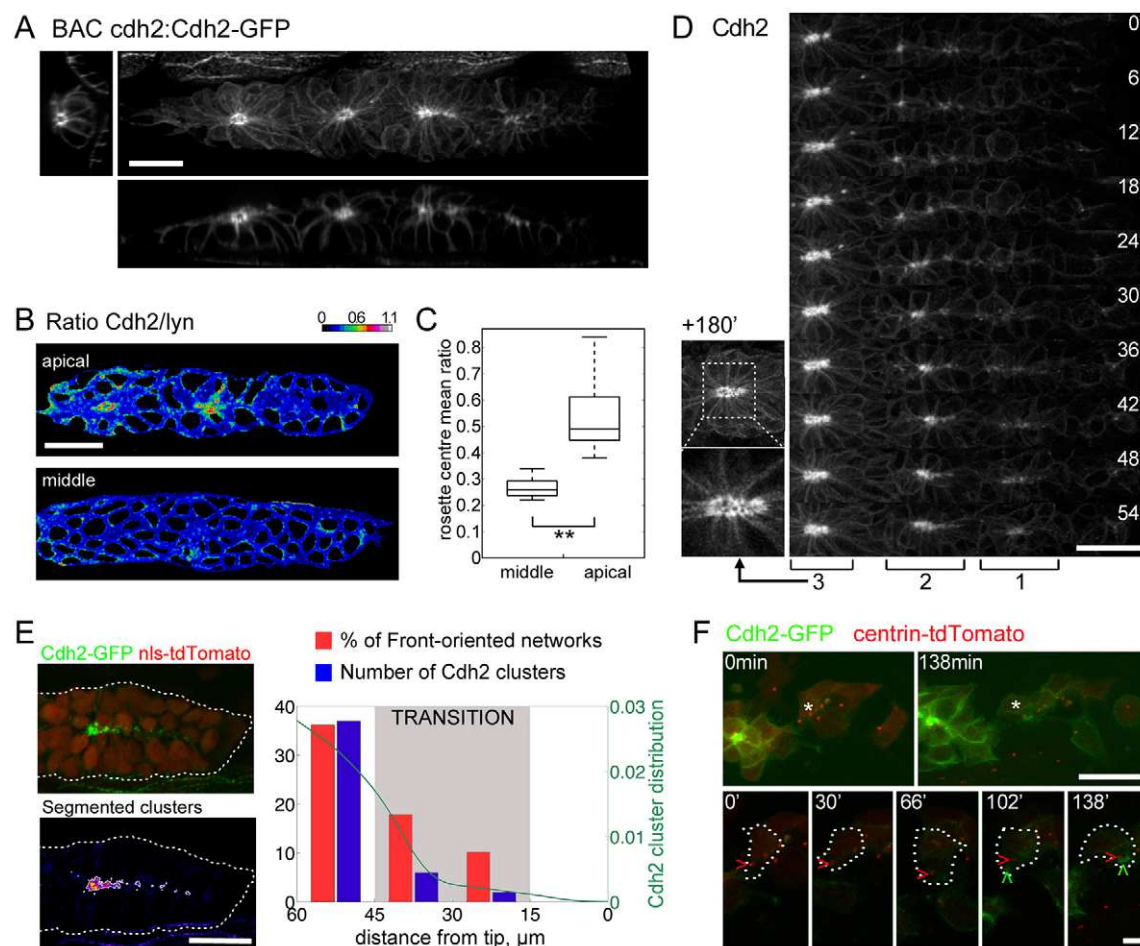 A BAC cdh2:Cdh2-GFP
B Ratio Cdh2/lyn
0 0.6 1.1
apical
middle
C
rosette centre mean ratio
0.8
0.7
0.6
0.5
0.4
0.3
0.2
0.1
0
**
middle apical
D Cdh2
0
6
12
18
24
30
36
42
48
54
+180'
3 2 1
E
Cdh2-GFP nls-tdTomato
Segmented clusters
% of Front-oriented networks
Number of Cdh2 clusters
TRANSITION
40
30
20
10
0
60 45 30 15 0
distance from tip, µm
0.03
0.02
0.01
0
Cdh2 cluster distribution
F
Cdh2-GFP centrin-tdTomato
0min 138min
* *
0' 30' 66' 102' 138'